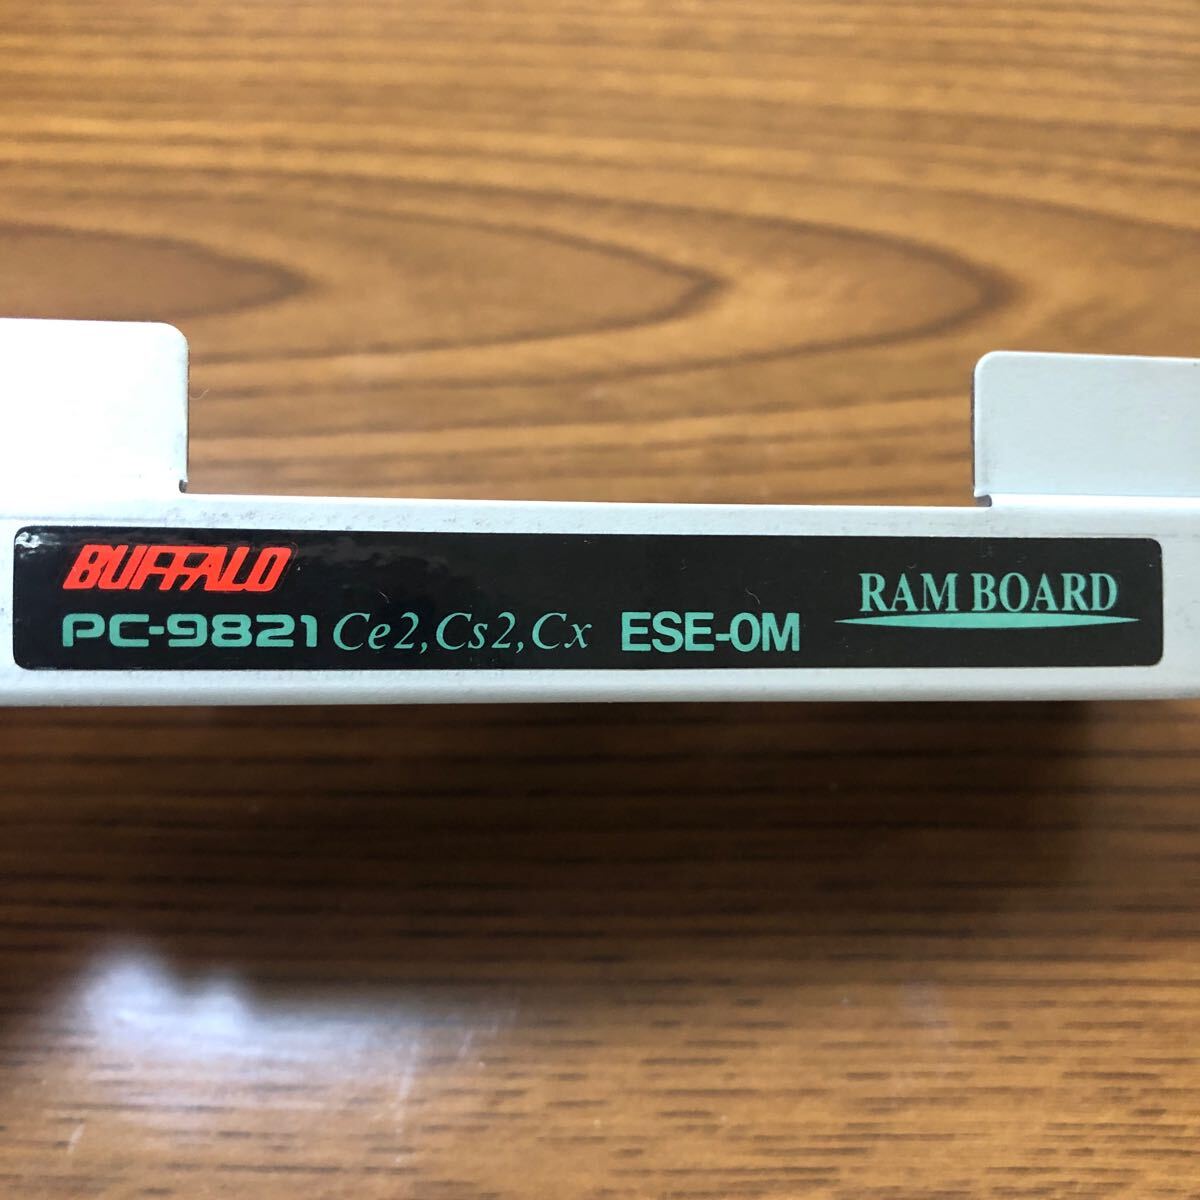 BUFFALO
PC-9821 Ce2,Cs2,Cx ESE-0M
RAM BOARD